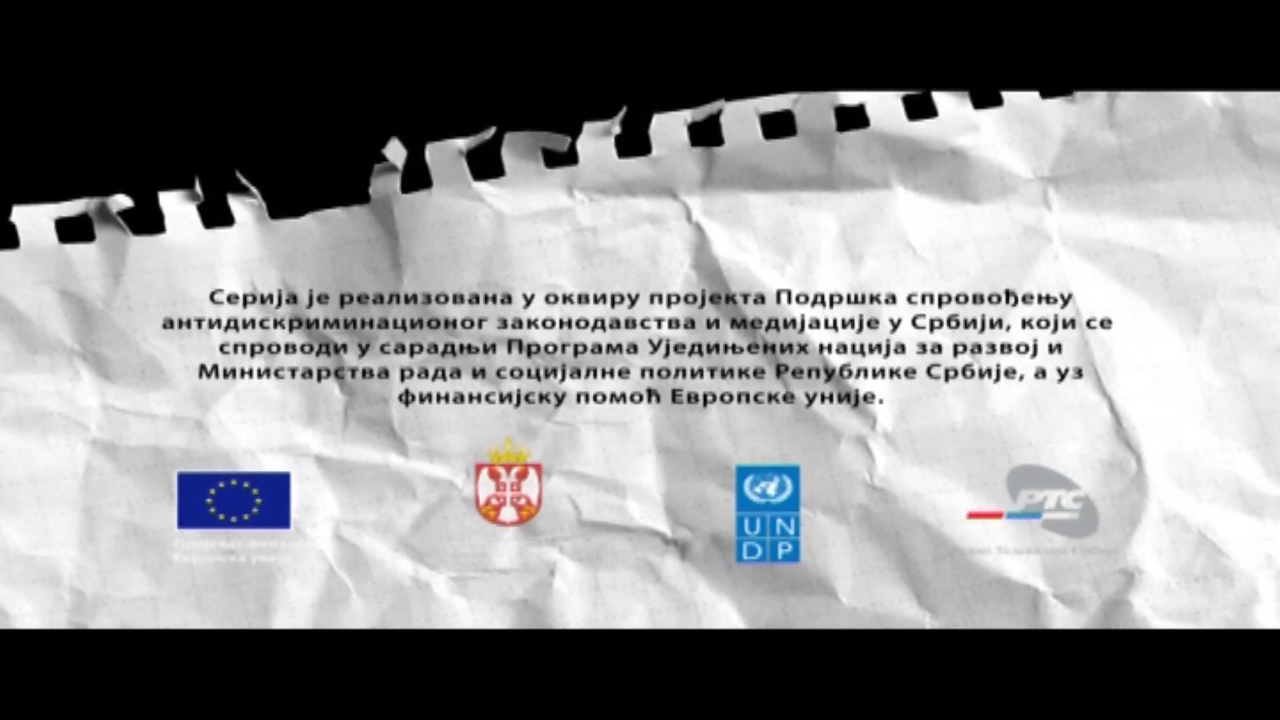 Серија је реализована у оквиру пројекта Подршка спровођењу
антидискриминационог законодавства и медијације у Србији, који се
спроводи у сарадњи Програма Уједињених нација за развој и
Министарства рада и социјалне политике Републике Србије, а уз
финансијску помоћ Европске уније.
РТС
UN
DP